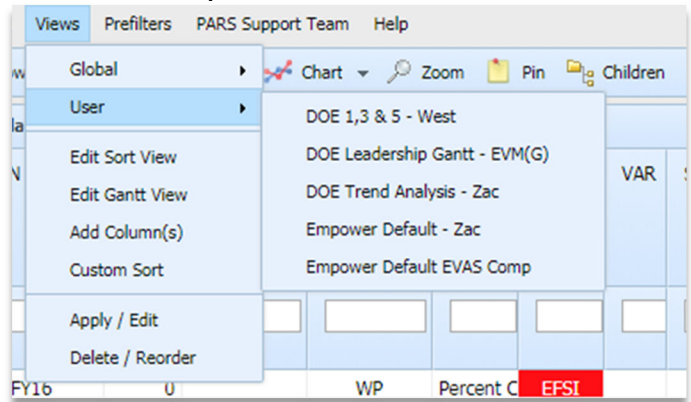 Views Prefilters PARS Support Team Help
Global Chart Zoom Pin Children
User
DOE 1,3 & 5 - West
DOE Leadership Gantt - EVM(G)
Edit Sort View
VAR
Edit Gantt View
DOE Trend Analysis - Zac
Add Column(s)
Empower Default - Zac
Custom Sort
Empower Default EVAS Comp
Apply / Edit
Delete / Reorder
FY16 0 WP Percent C EFSI